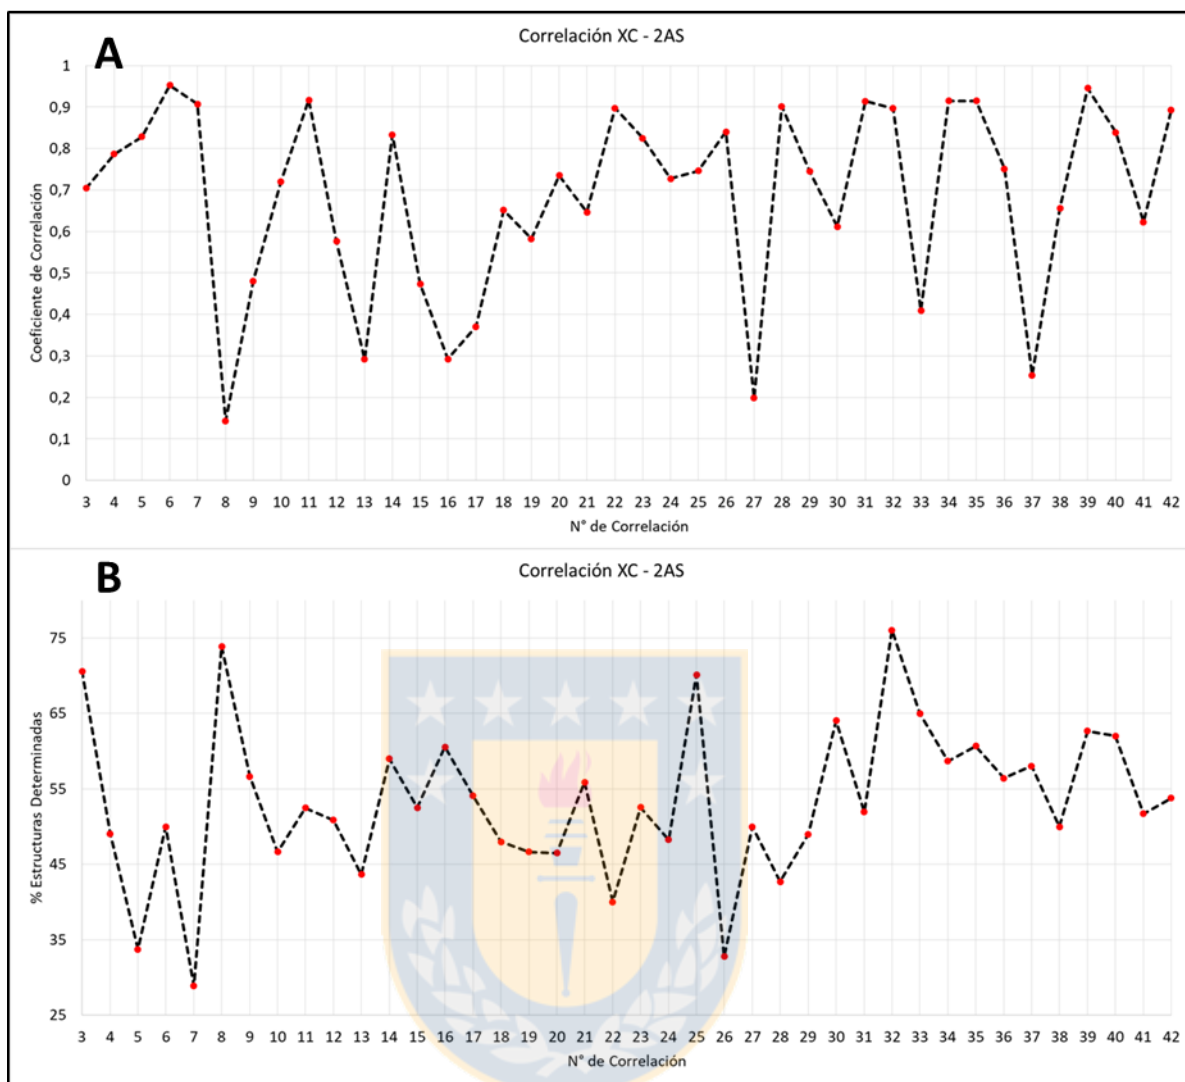 A
Correlación XC - 2AS
Coeficiente de Correlación
1
0,9
0,8
0,7
0,6
0,5
0,4
0,3
0,2
0,1
0
3 4 5 6 7 8 9 10 11 12 13 14 15 16 17 18 19 20 21 22 23 24 25 26 27 28 29 30 31 32 33 34 35 36 37 38 39 40 41 42
N° de Correlación
B
Correlación XC - 2AS
% Estructuras Determinadas
75
65
55
45
35
25
3 4 5 6 7 8 9 10 11 12 13 14 15 16 17 18 19 20 21 22 23 24 25 26 27 28 29 30 31 32 33 34 35 36 37 38 39 40 41 42
N° de Correlación